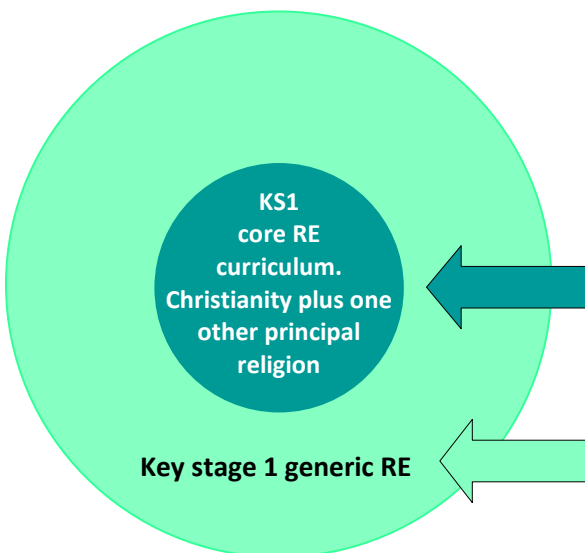 KS1
core RE
curriculum.
Christianity plus one
other principal
religion
Key stage 1 generic RE